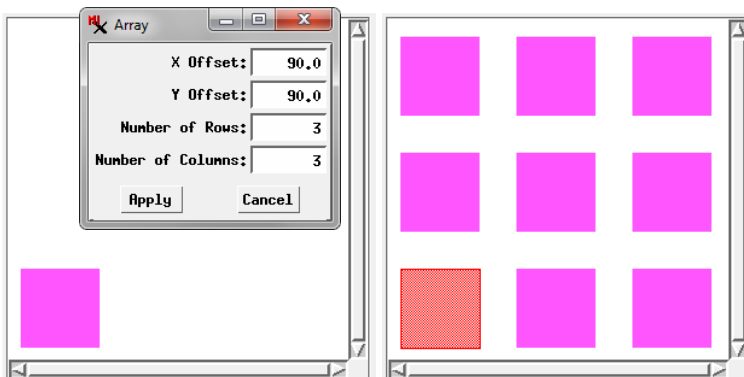 Array
X Offset: 90.0
Y Offset: 90.0
Number of Rows: 3
Number of Columns: 3
Apply Cancel